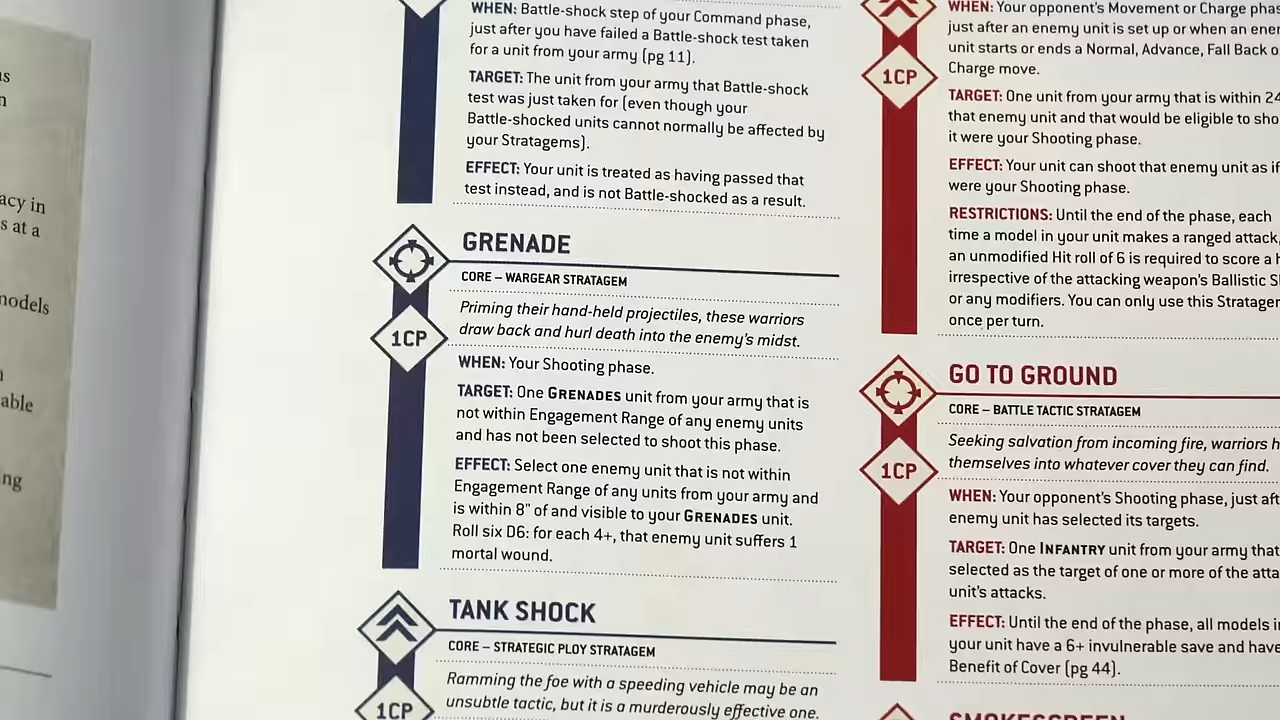 WHEN: Battle-shock step of your Command phase,
just after you have failed a Battle-shock test taken
for a unit from your army (pg 11).
TARGET: The unit from your army that Battle-shock
test was just taken for (even though your
Battle-shocked units cannot normally be affected by
your Stratagems).
EFFECT: Your unit is treated as having passed that
test instead, and is not Battle-shocked as a result.
GRENADE
CORE – WARGEAR STRATAGEM
Priming their hand-held projectiles, these warriors
draw back and hurl death into the enemy's midst.
1CP
WHEN: Your Shooting phase.
TARGET: One GRENADES unit from your army that is
not within Engagement Range of any enemy units
and has not been selected to shoot this phase.
EFFECT: Select one enemy unit that is not within
Engagement Range of any units from your army and
is within 8" of and visible to your GRENADES unit.
Roll six D6: for each 4+, that enemy unit suffers 1
mortal wound.
TANK SHOCK
CORE – STRATEGIC PLOY STRATAGEM
Ramming the foe with a speeding vehicle may be an
unsubtle tactic, but it is a murderously effective one.
1CP
WHEN: Your opponent's Movement or Charge
just after an enemy unit is set up or when an
unit starts or ends a Normal, Advance, Fall Back
Charge move.
1CP
TARGET: One unit from your army that is within 24
that enemy unit and that would be eligible to
it were your Shooting phase.
EFFECT: Your unit can shoot that enemy unit as if
were your Shooting phase.
RESTRICTIONS: Until the end of the phase, each
time a model in your unit makes a ranged attack,
an unmodified Hit roll of 6 is required to score a
irrespective of the attacking weapon's Ballistic
or any modifiers. You can only use this
once per turn.
GO TO GROUND
CORE – BATTLE TACTIC STRATAGEM
Seeking salvation from incoming fire, warriors
themselves into whatever cover they can find.
1CP
WHEN: Your opponent's Shooting phase, just
enemy unit has selected its targets.
TARGET: One INFANTRY unit from your army that
selected as the target of one or more of the
unit's attacks.
EFFECT: Until the end of the phase, all models
your unit have a 6+ invulnerable save and have
Benefit of Cover (pg 44).
acy in
s at a
models
able
ing